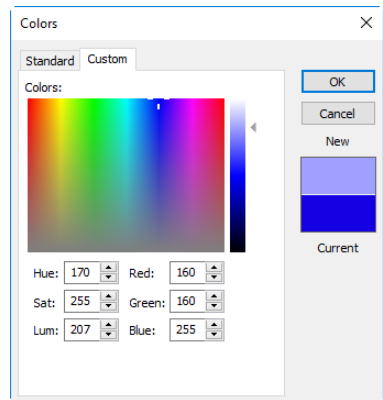 Colors
Standard Custom
OK
Colors:
Cancel
New
Current
Hue: 170 Red: 160
Sat: 255 Green: 160
Lum: 207 Blue: 255